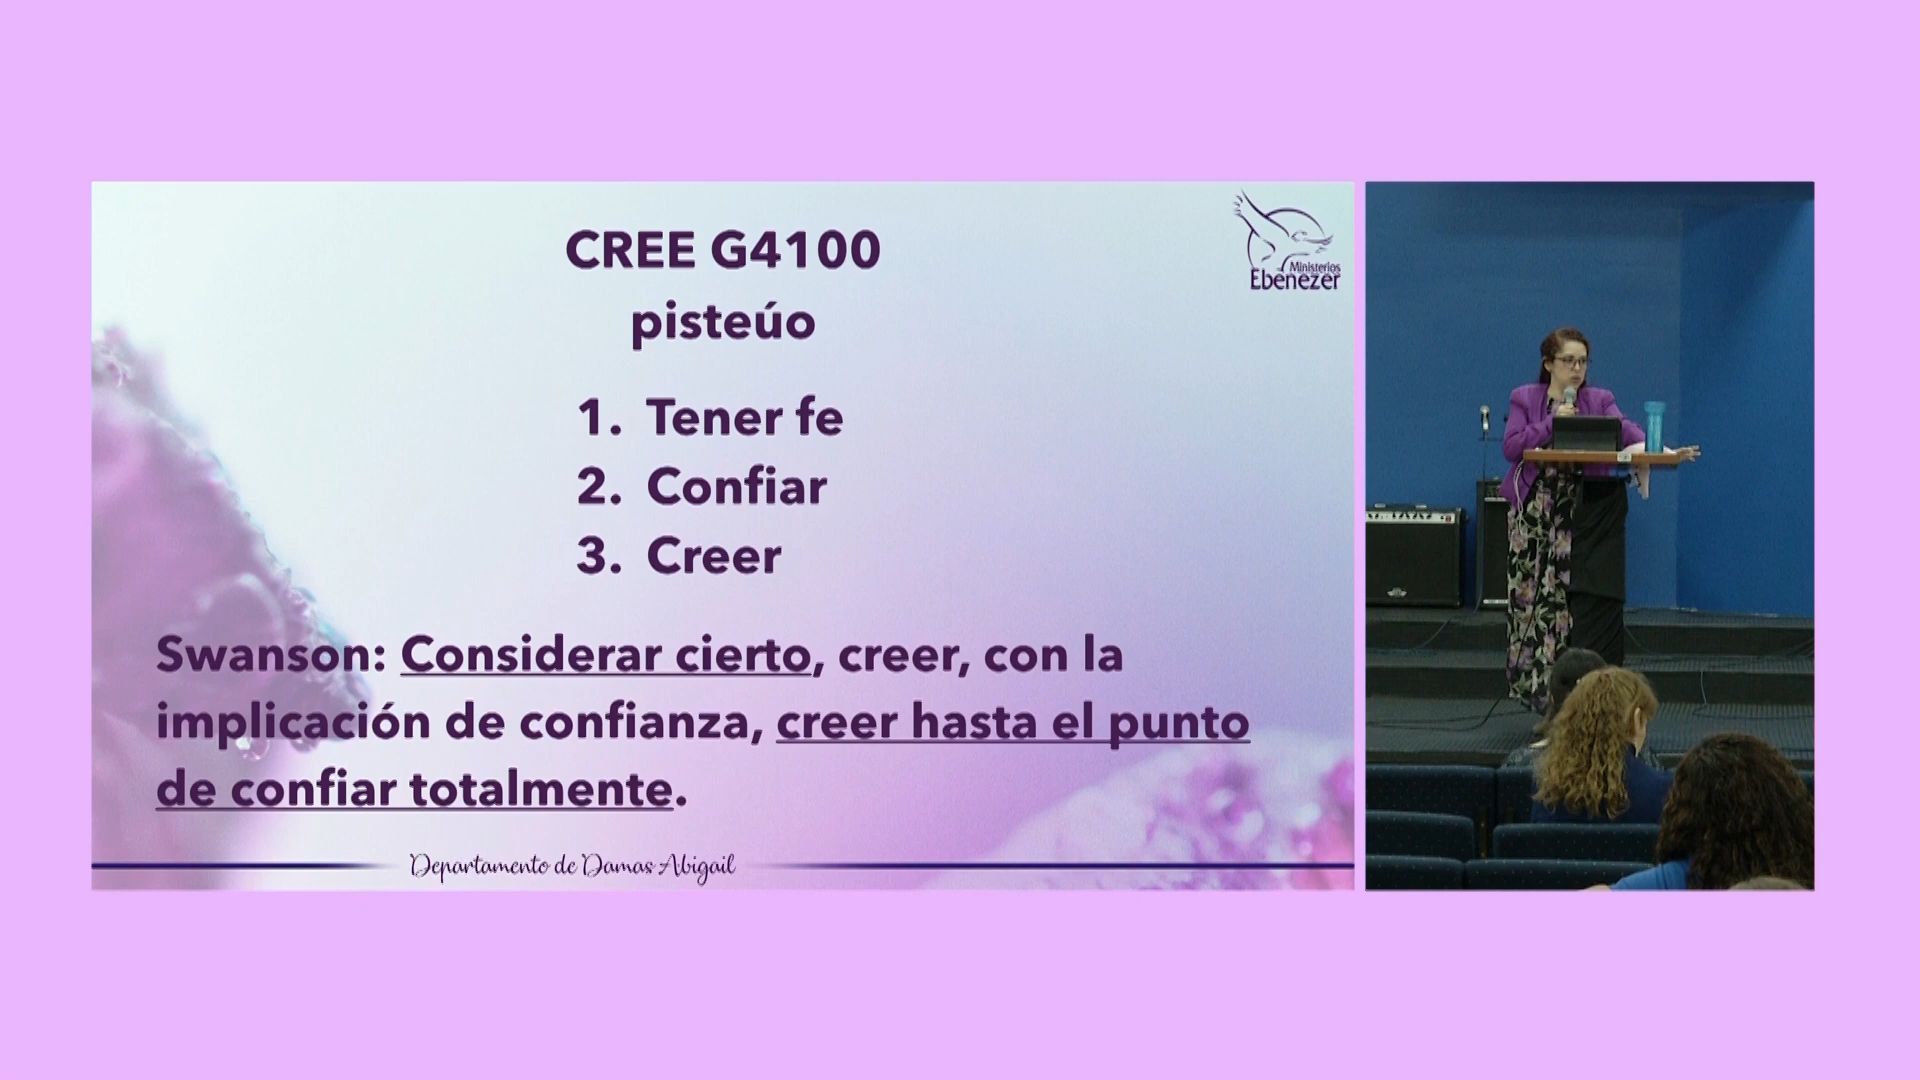 Ministerios
Ebenezer
CREE G4100
pisteúo
1. Tener fe
2. Confiar
3. Creer
Swanson: Considerar cierto, creer, con la
implicación de confianza, creer hasta el punto
de confiar totalmente.
Departamento de Damas Abigail